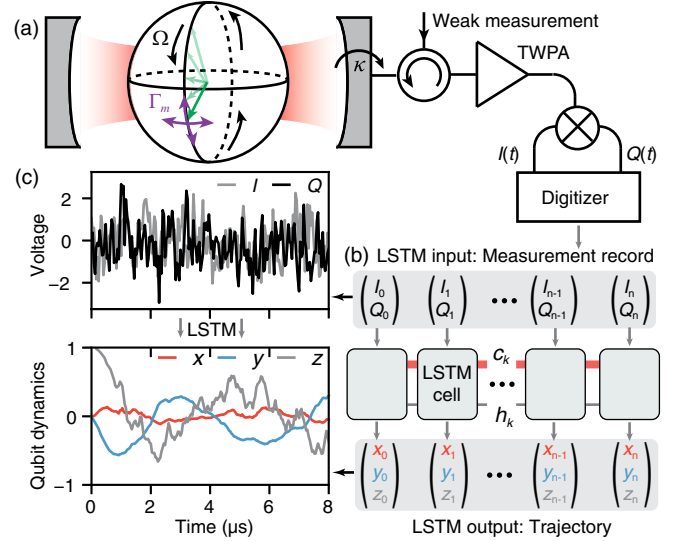 (a)
Ω
Γm
κ
Weak measurement
TWPA
I(t)
Q(t)
Digitizer
(c)
I Q
Voltage
2
0
−2
LSTM
x y z
Qubit dynamics
1
0
−1
0 2 4 6 8
Time (μs)
(b) LSTM input: Measurement record
I0 I1 ••• In-1 In
Q0 Q1 Qn-1 Qn
LSTM
cell
ck
•••
hk
x0 x1 xn-1 xn
y0 y1 ••• yn-1 yn
z0 z1 zn-1 zn
LSTM output: Trajectory